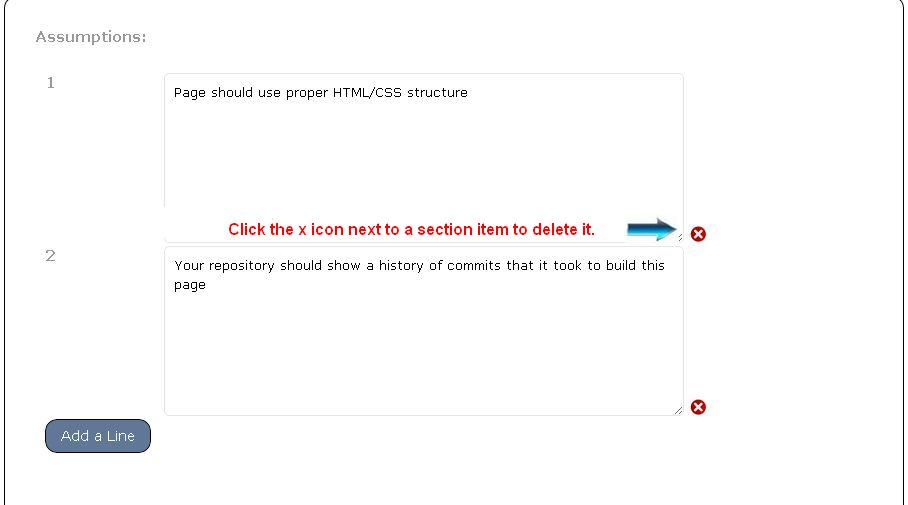 Assumptions:
1
Page should use proper HTML/CSS structure
Click the x icon next to a section item to delete it.
2
Your repository should show a history of commits that it took to build this
page
Add a Line